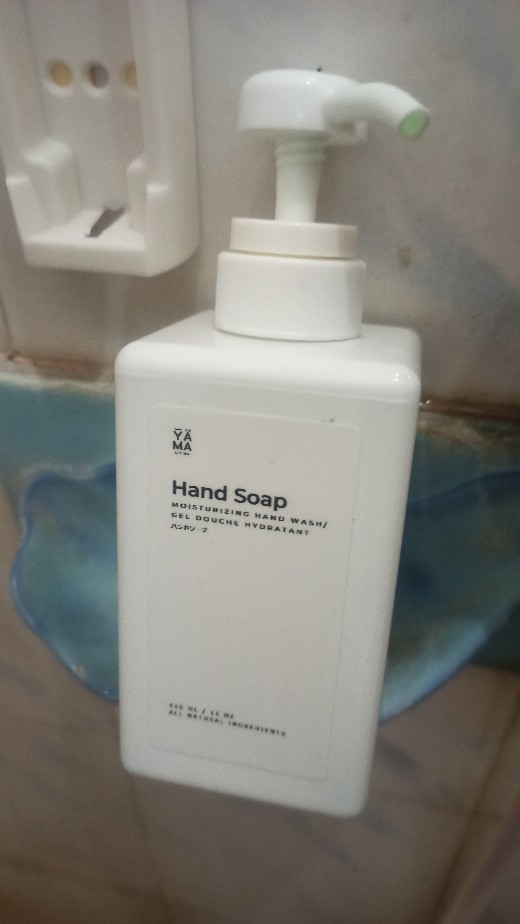 YA
MA
Hand Soap
MOISTURIZING HAND WASH/
GEL DOUCHE HYDRATANT
ハンドソープ
ALL NATURAL INGREDIENTS